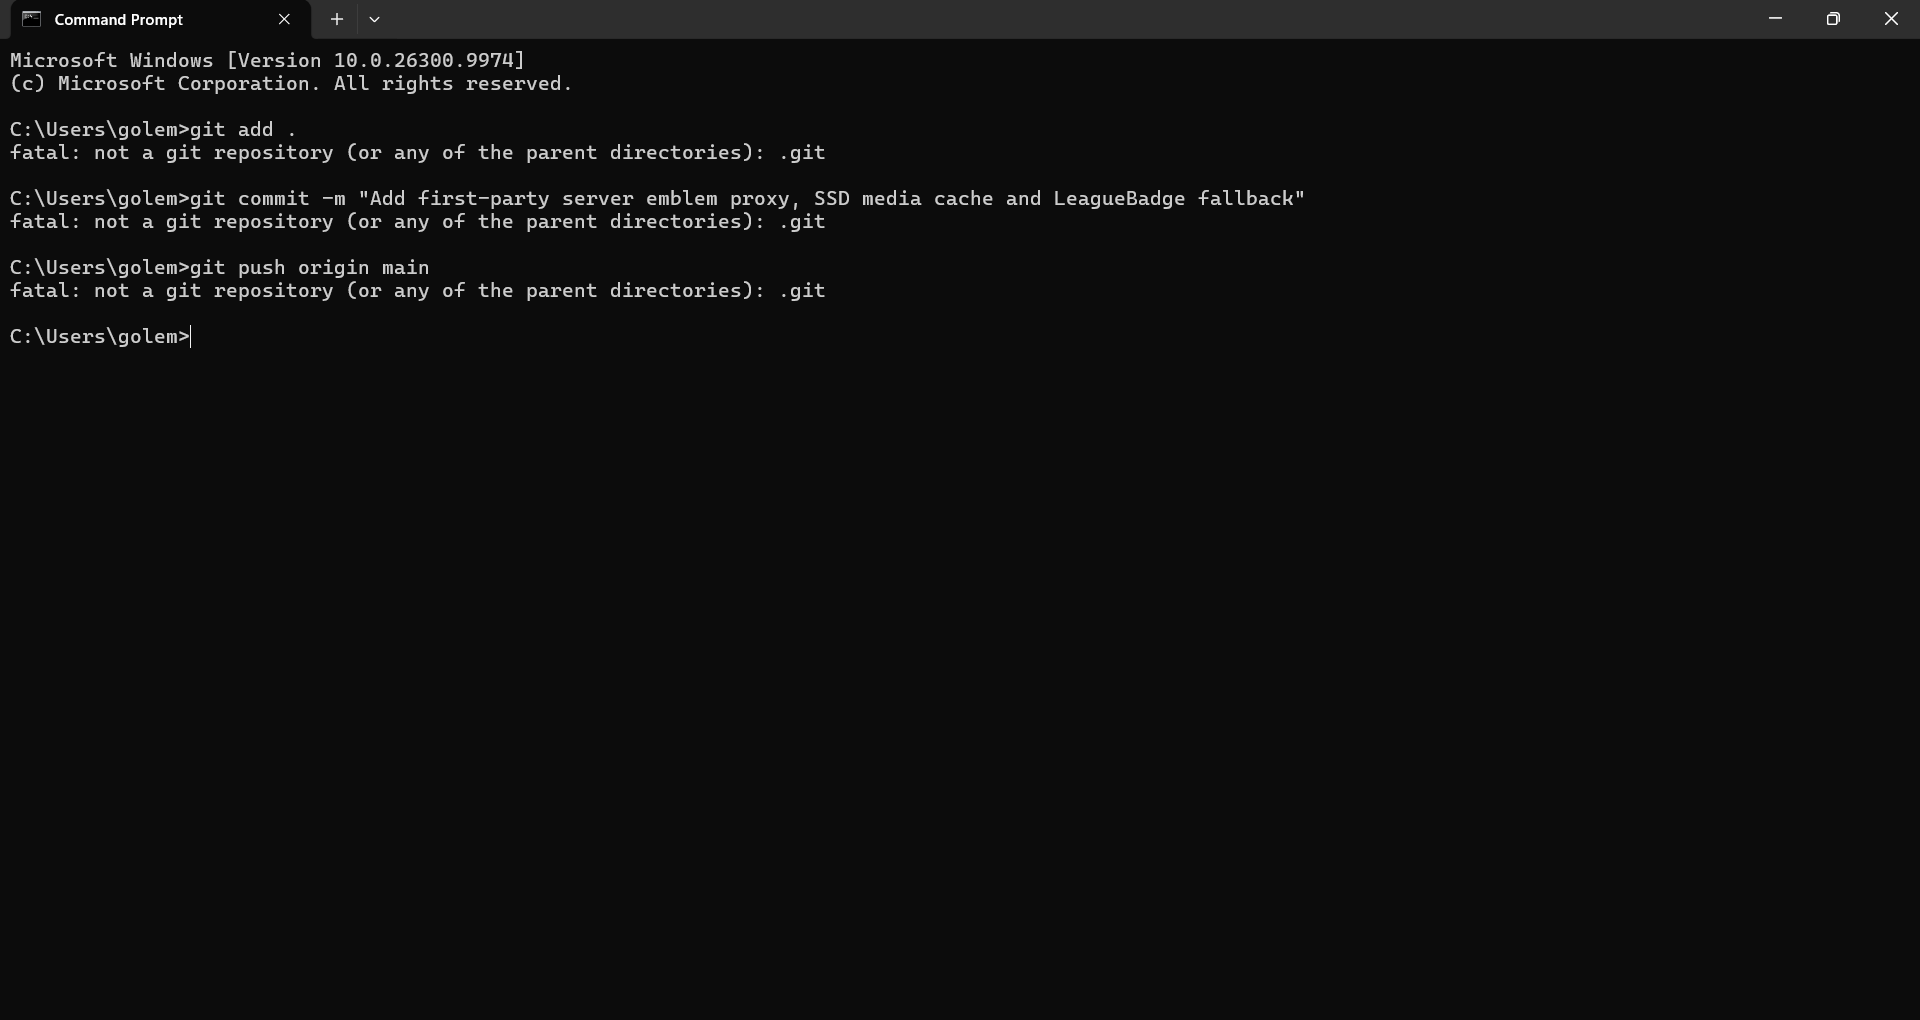 Command Prompt
Microsoft Windows [Version 10.0.26300.9974]
(c) Microsoft Corporation. All rights reserved.
C:\Users\golem>git add .
fatal: not a git repository (or any of the parent directories): .git
C:\Users\golem>git commit -m "Add first-party server emblem proxy, SSD media cache and LeagueBadge fallback"
fatal: not a git repository (or any of the parent directories): .git
C:\Users\golem>git push origin main
fatal: not a git repository (or any of the parent directories): .git
C:\Users\golem>